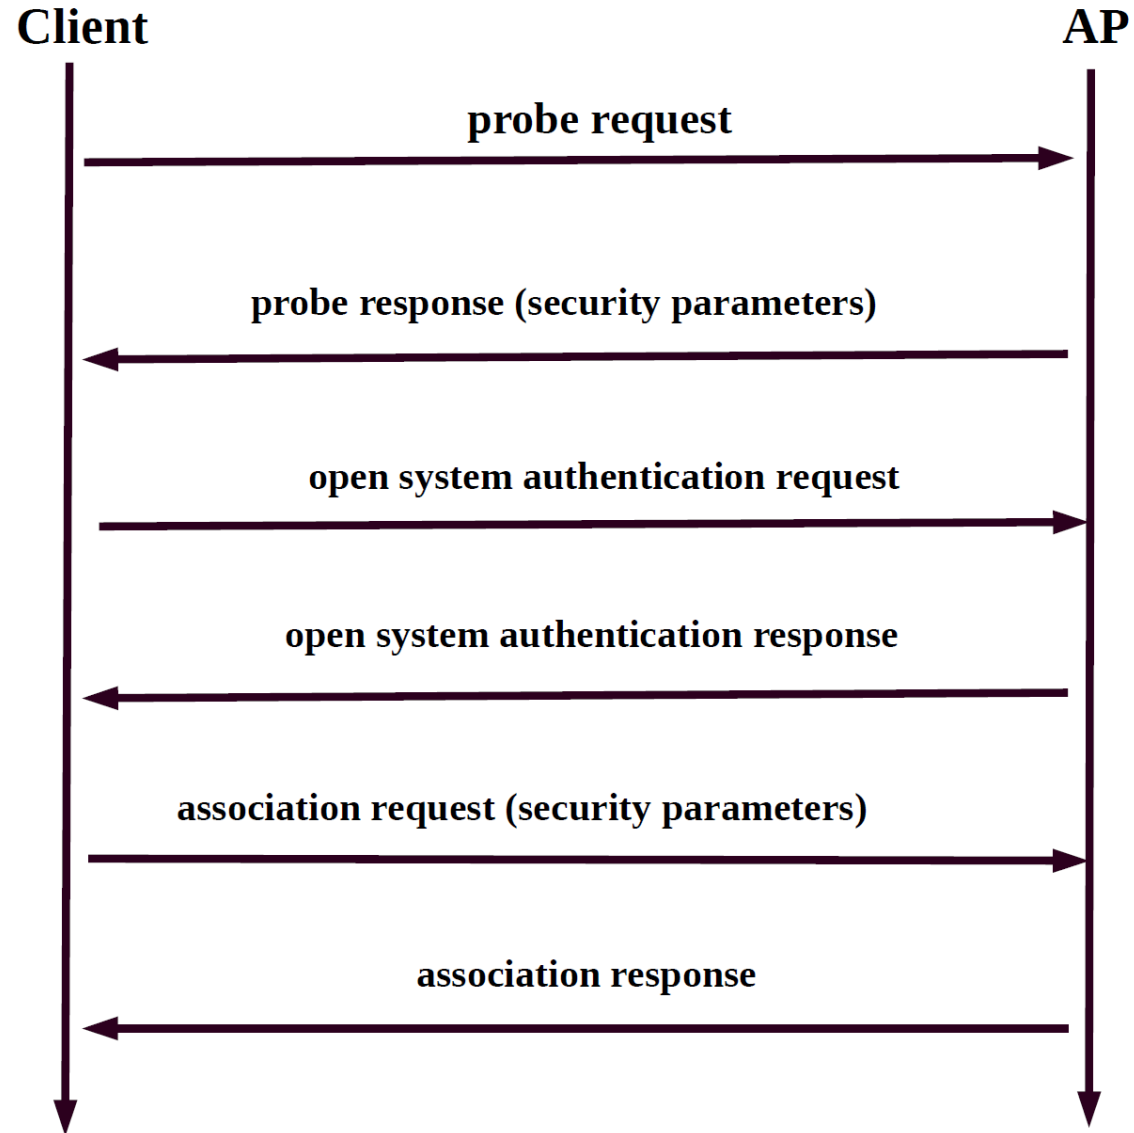 Client
AP
probe request
probe response (security parameters)
open system authentication request
open system authentication response
association request (security parameters)
association response